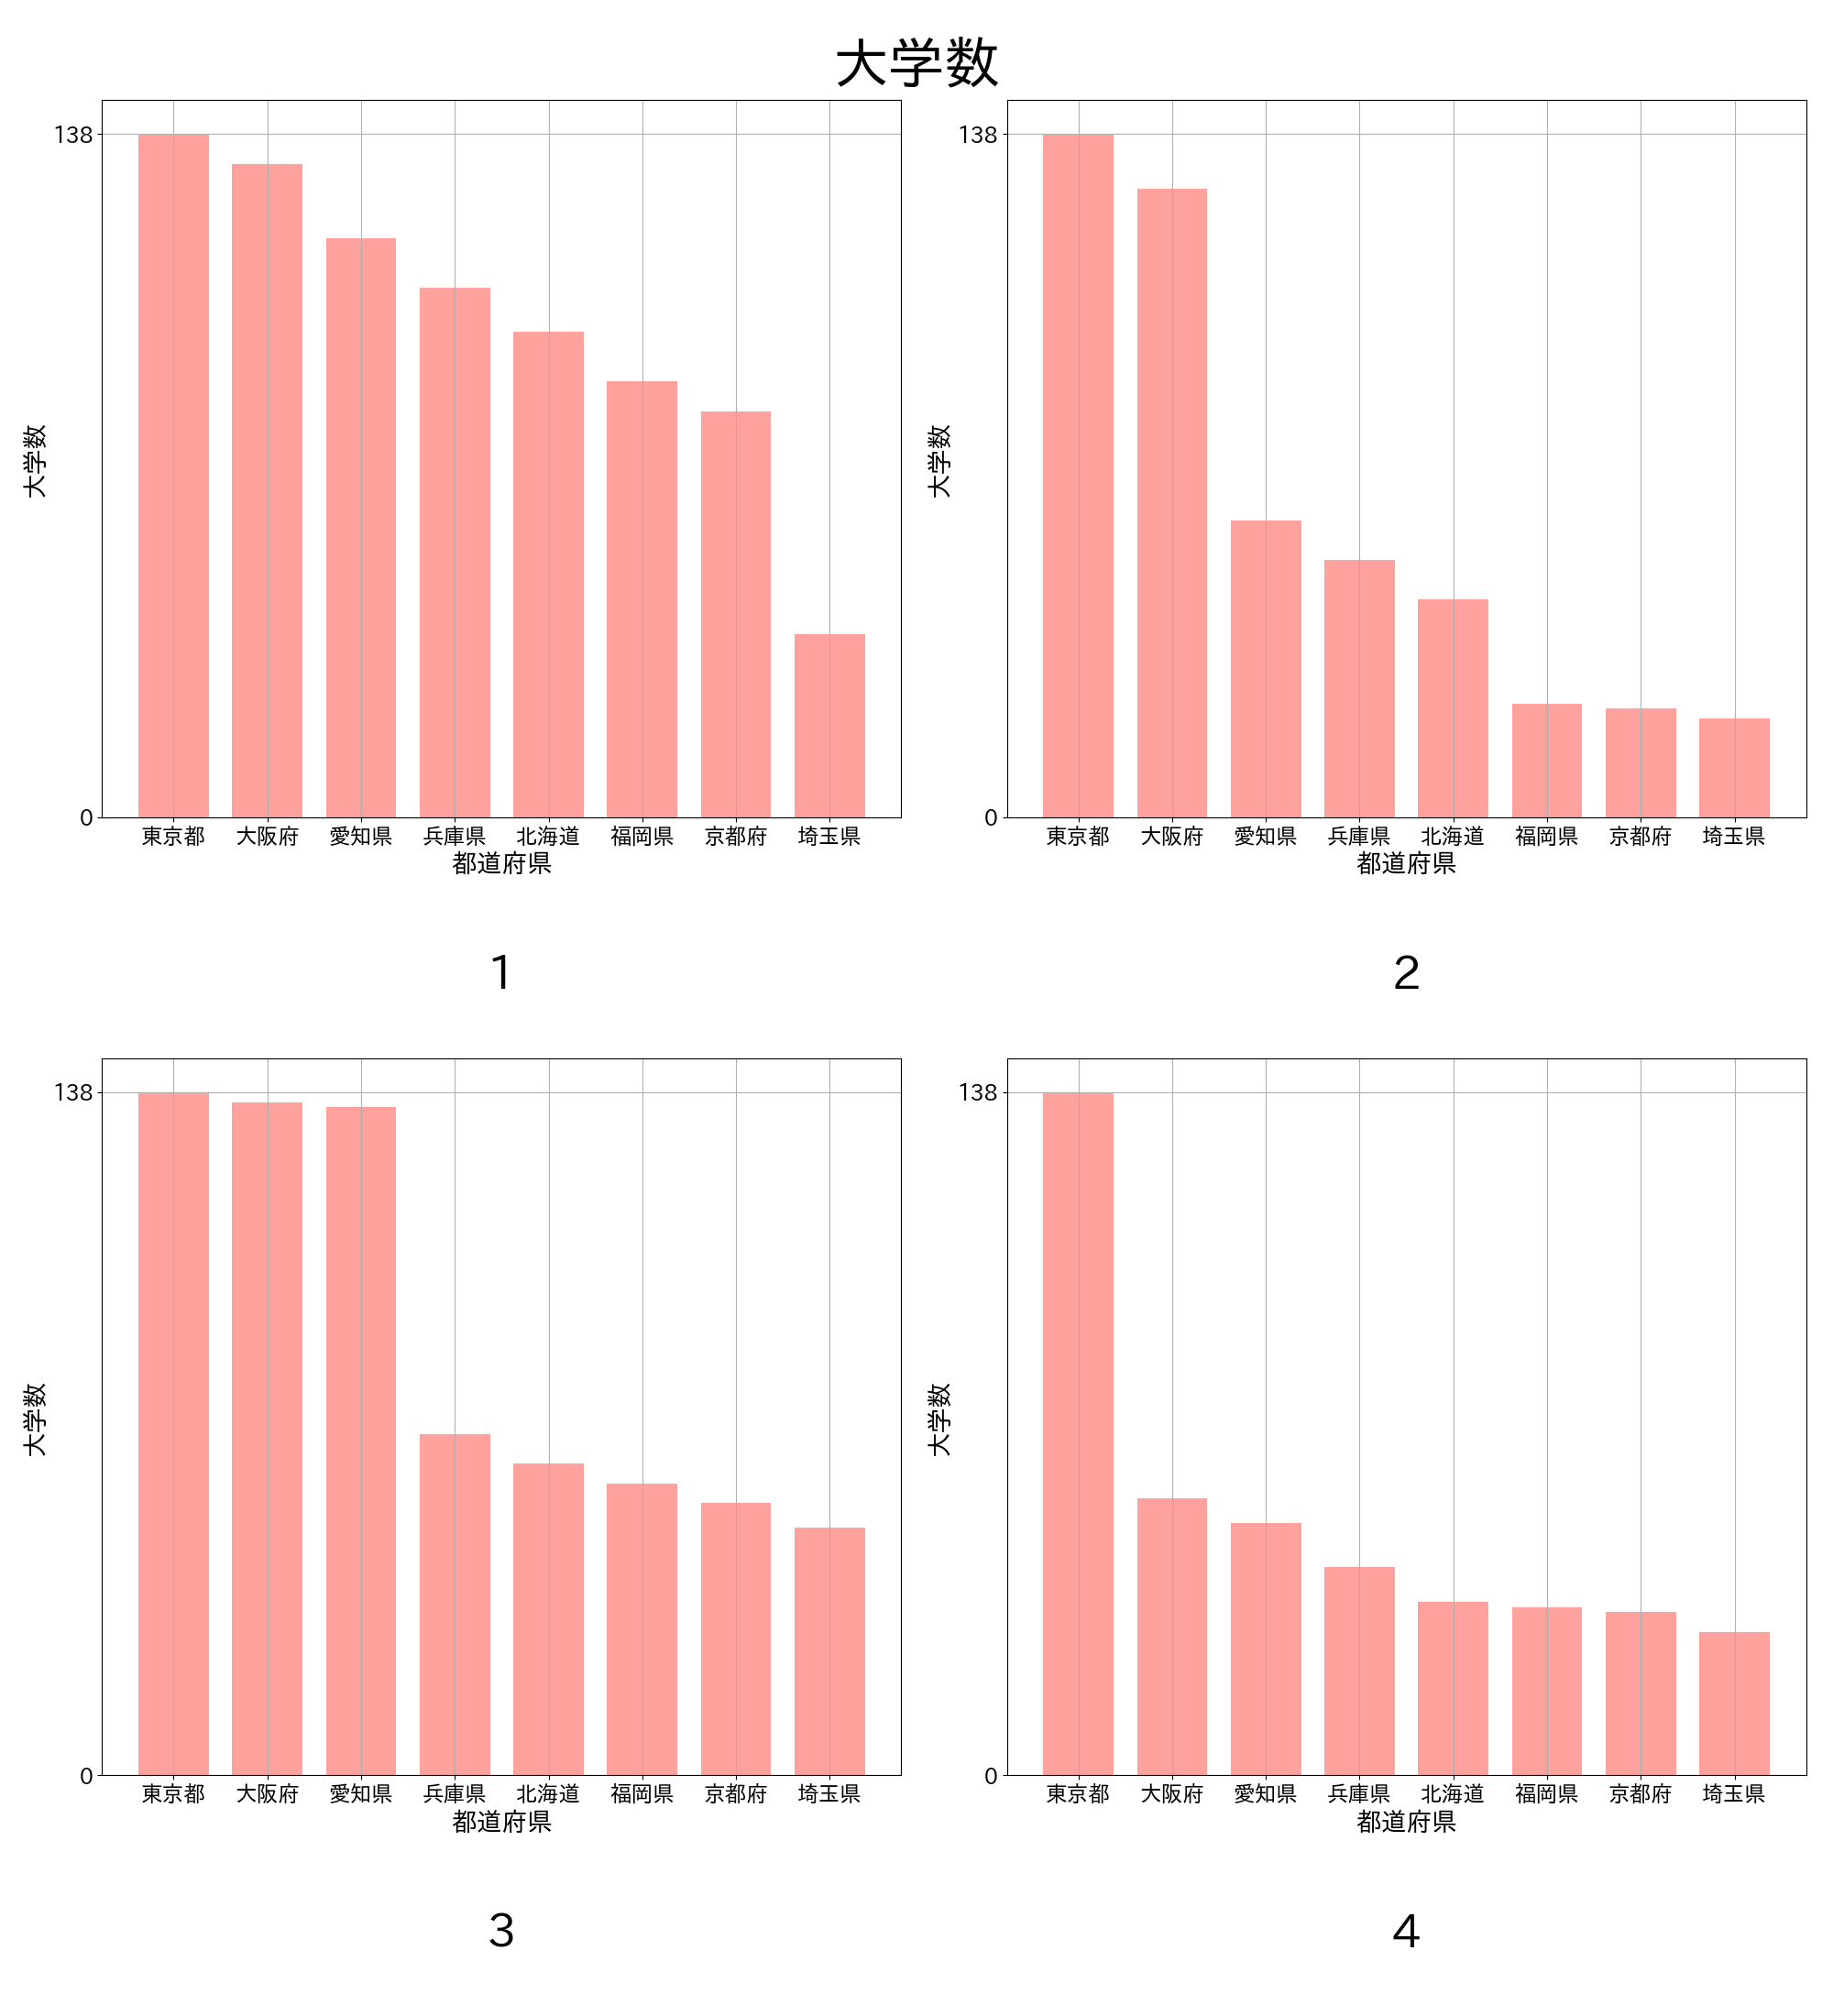 大学数
138
0
大学数
東京都 大阪府 愛知県 兵庫県 北海道 福岡県 京都府 埼玉県
都道府県
1
138
0
大学数
東京都 大阪府 愛知県 兵庫県 北海道 福岡県 京都府 埼玉県
都道府県
2
138
0
大学数
東京都 大阪府 愛知県 兵庫県 北海道 福岡県 京都府 埼玉県
都道府県
3
138
0
大学数
東京都 大阪府 愛知県 兵庫県 北海道 福岡県 京都府 埼玉県
都道府県
4